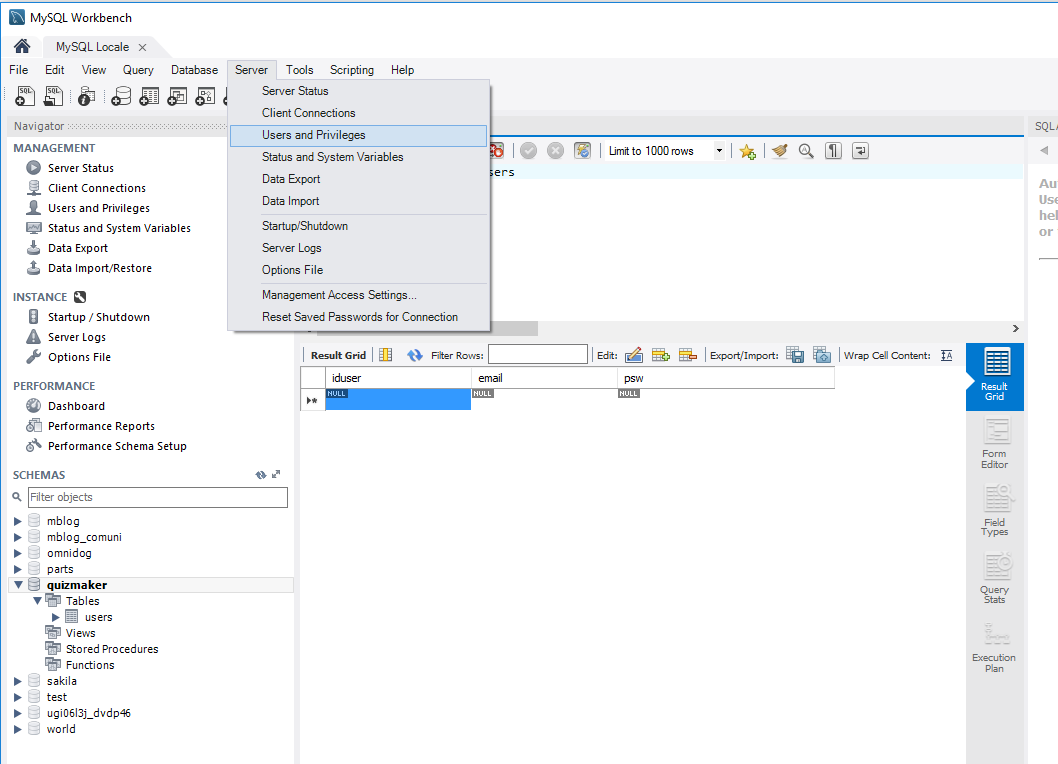 MySQL Workbench
MySQL Locale
File Edit View Query Database Server Tools Scripting Help
SQL SQL
Server Status
Client Connections
Users and Privileges
Status and System Variables
Data Export
Data Import
Startup/Shutdown
Server Logs
Options File
Management Access Settings...
Reset Saved Passwords for Connection
Navigator
MANAGEMENT
Server Status
Client Connections
Users and Privileges
Status and System Variables
Data Export
Data Import/Restore
INSTANCE
Startup / Shutdown
Server Logs
Options File
PERFORMANCE
Dashboard
Performance Reports
Performance Schema Setup
SCHEMAS
Filter objects
mblog
mblog_comuni
omnidog
parts
quizmaker
Tables
users
Views
Stored Procedures
Functions
sakila
test
ugi06l3j_dvdp46
world
Limit to 1000 rows
sers
Result Grid Filter Rows: Edit: Export/Import: Wrap Cell Content: IA
iduser email psw
NULL NULL NULL
Result
Grid
Form
Editor
Field
Types
Query
Stats
Execution
Plan
SQL
Au
Use
hel
or